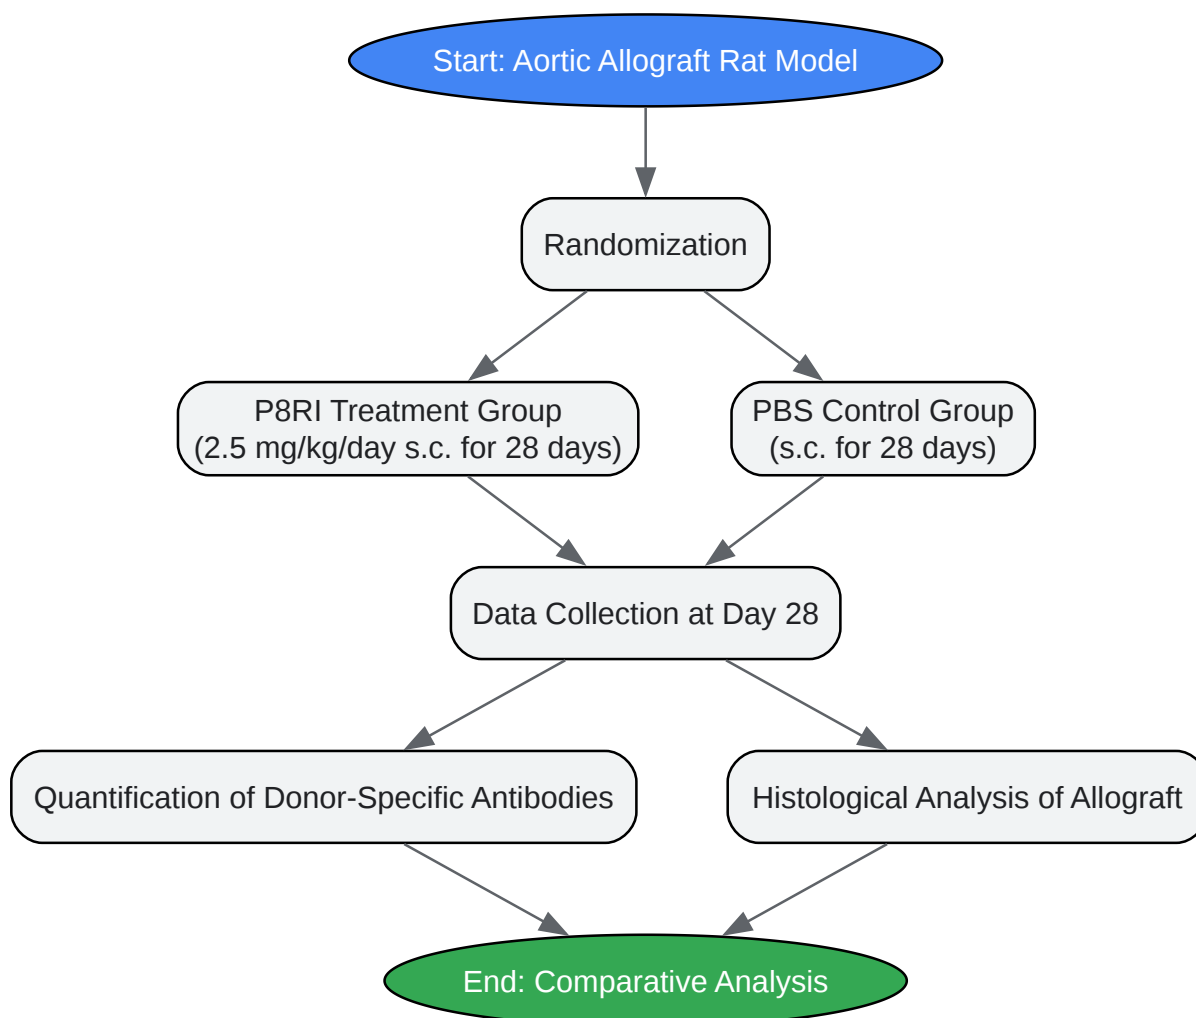 Start: Aortic Allograft Rat Model
Randomization
P8RI Treatment Group
(2.5 mg/kg/day s.c. for 28 days)
PBS Control Group
(s.c. for 28 days)
Data Collection at Day 28
Quantification of Donor-Specific Antibodies
Histological Analysis of Allograft
End: Comparative Analysis